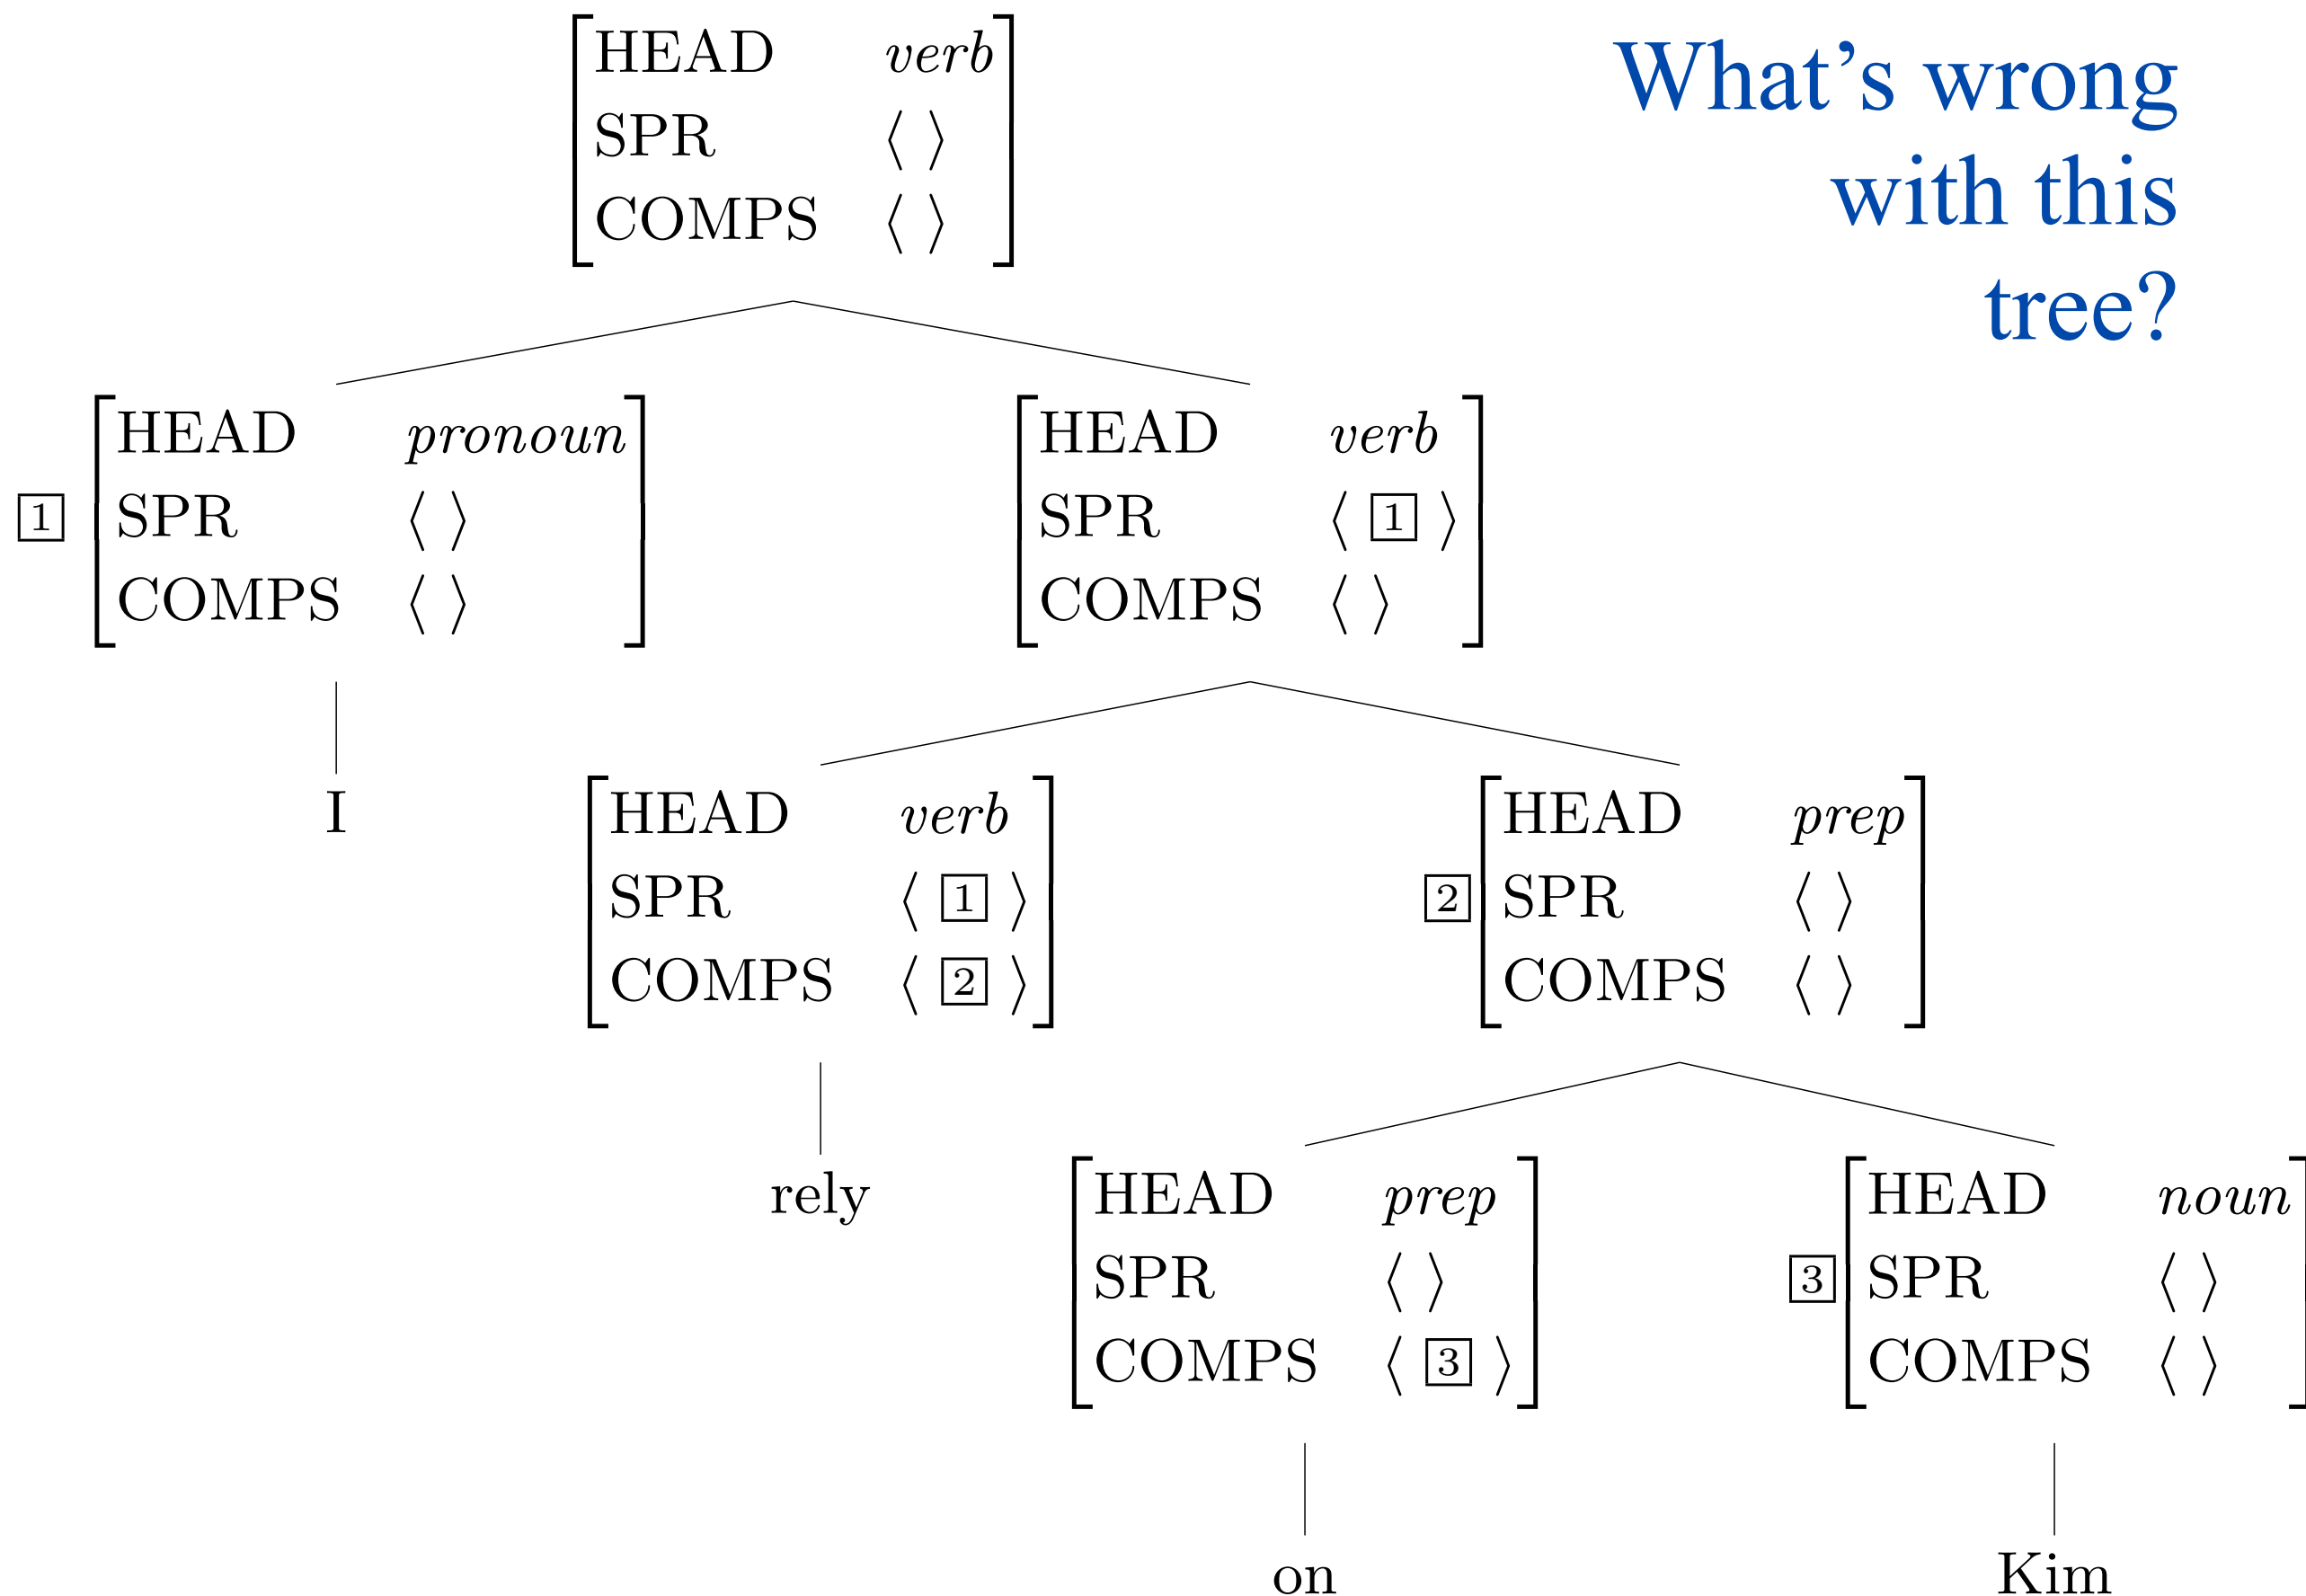 What's wrong
with this
tree?
HEAD verb
SPR ⟨ ⟩
COMPS ⟨ ⟩
1
HEAD pronoun
SPR ⟨ ⟩
COMPS ⟨ ⟩
HEAD verb
SPR ⟨ 1 ⟩
COMPS ⟨ ⟩
I
HEAD verb
SPR ⟨ 1 ⟩
COMPS ⟨ 2 ⟩
2
HEAD prep
SPR ⟨ ⟩
COMPS ⟨ ⟩
rely
HEAD prep
SPR ⟨ ⟩
COMPS ⟨ 3 ⟩
3
HEAD noun
SPR ⟨ ⟩
COMPS ⟨ ⟩
on
Kim